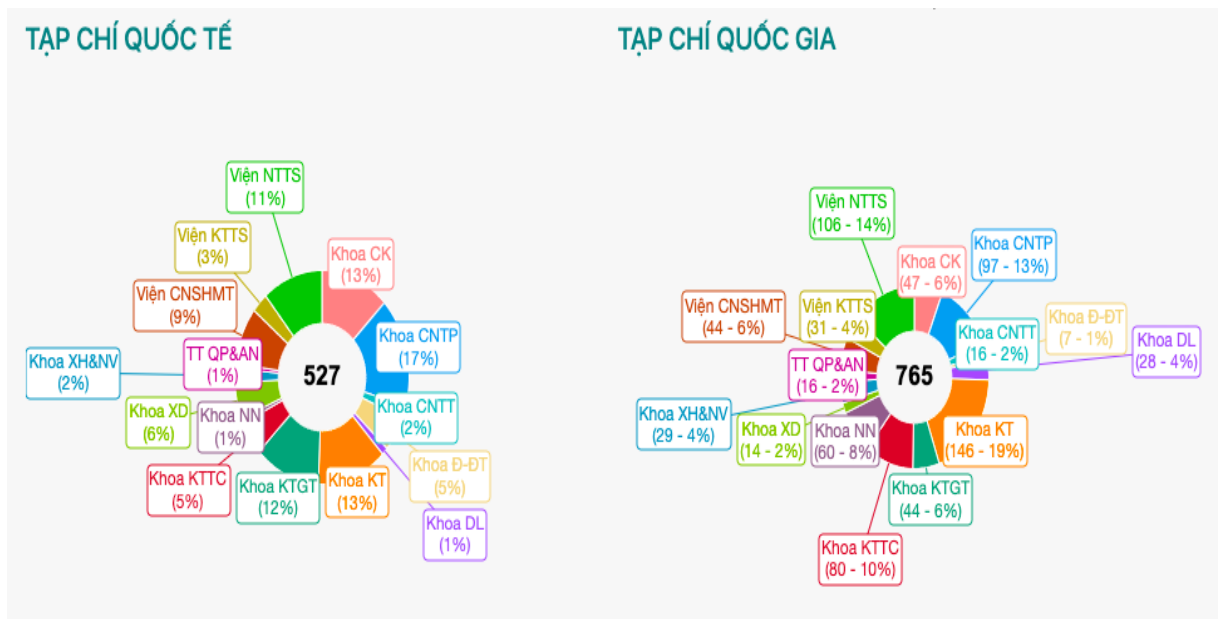 TẠP CHÍ QUỐC TẾ
Viện NTTS
(11%)
Viện KTTS
(3%)
Khoa CK
(13%)
Viện CNSHMT
(9%)
Khoa CNTP
(17%)
TT QP&AN
(1%)
Khoa XH&NV
(2%)
527
Khoa CNTT
(2%)
Khoa XD
(6%)
Khoa NN
(1%)
Khoa Đ-ĐT
(5%)
Khoa KTTC
(5%)
Khoa KTGT
(12%)
Khoa KT
(13%)
Khoa DL
(1%)
TẠP CHÍ QUỐC GIA
Viện NTTS
(106 - 14%)
Khoa CNTP
(97 - 13%)
Khoa CK
(47 - 6%)
Viện CNSHMT
(44 - 6%)
Viện KTTS
(31 - 4%)
Khoa Đ-ĐT
(7 - 1%)
Khoa CNTT
(16 - 2%)
Khoa DL
(28 - 4%)
TT QP&AN
(16 - 2%)
765
Khoa XH&NV
(29 - 4%)
Khoa XD
(14 - 2%)
Khoa NN
(60 - 8%)
Khoa KT
(146 - 19%)
Khoa KTGT
(44 - 6%)
Khoa KTTC
(80 - 10%)